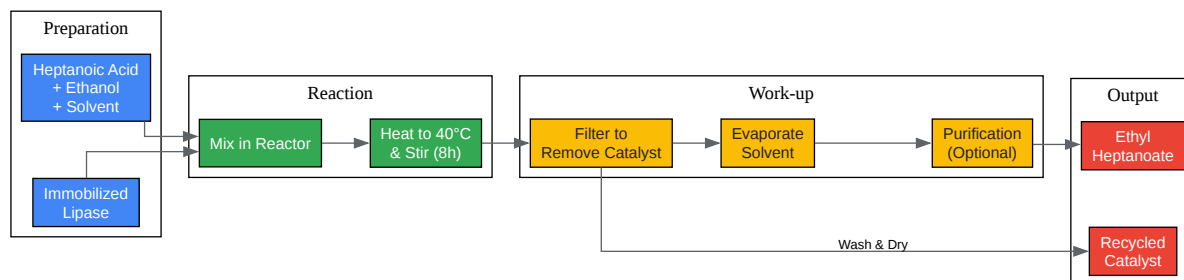 Preparation
Heptanoic Acid
+ Ethanol
+ Solvent
Immobilized
Lipase
Reaction
Mix in Reactor
Heat to 40°C
& Stir (8h)
Work-up
Filter to
Remove Catalyst
Evaporate
Solvent
Purification
(Optional)
Wash & Dry
Output
Ethyl
Heptanoate
Recycled
Catalyst